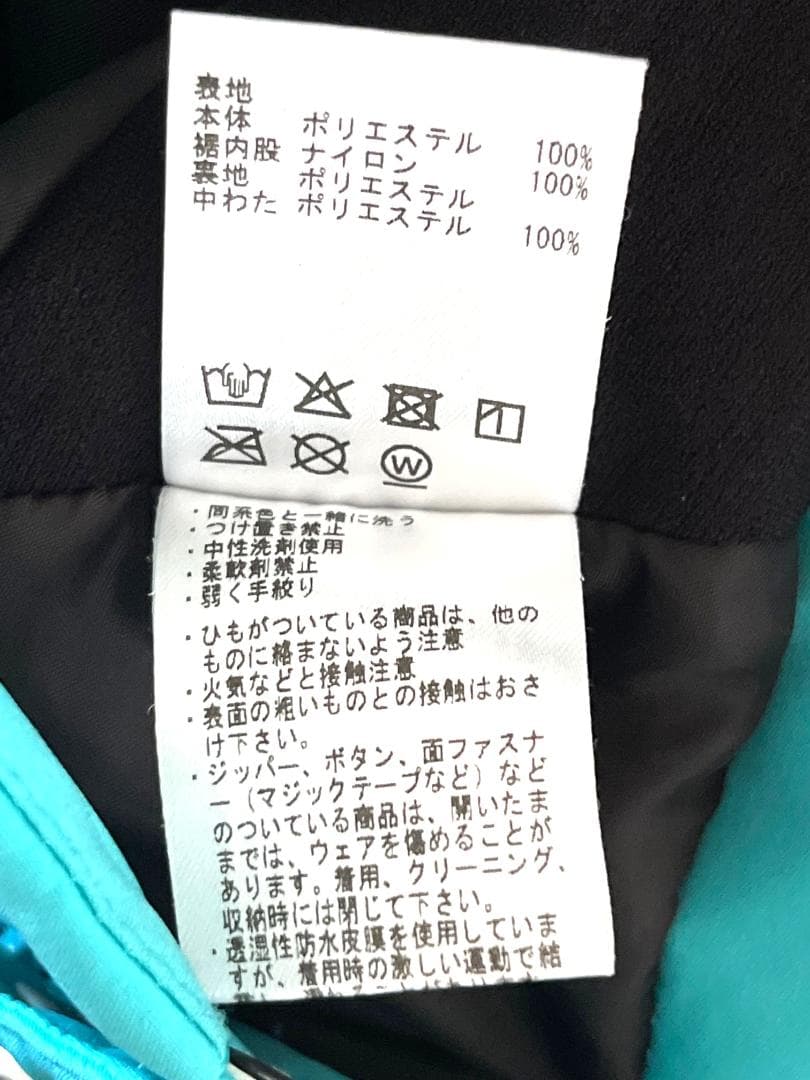 表地
本体 ポリエステル 100%
裾内股 ナイロン 100%
裏地 ポリエステル
中わた ポリエステル 100%
W
・同系色と一緒に洗う
・つけ置き禁止
・中性洗剤使用
・柔軟剤禁止
・弱く手絞り
・ひもがついている商品は、他の
ものに絡まないよう注意
・火気などと接触注意
・表面の粗いものとの接触はおさ
け下さい。
・ジッパー、ボタン、面ファスナ
ー（マジックテープなど）など
のついている商品は、開いたま
までは、ウェアを傷めることが
あります。着用、クリーニング、
収納時には閉じて下さい。
・透湿性防水皮膜を使用していま
すが、着用時の激しい運動で結